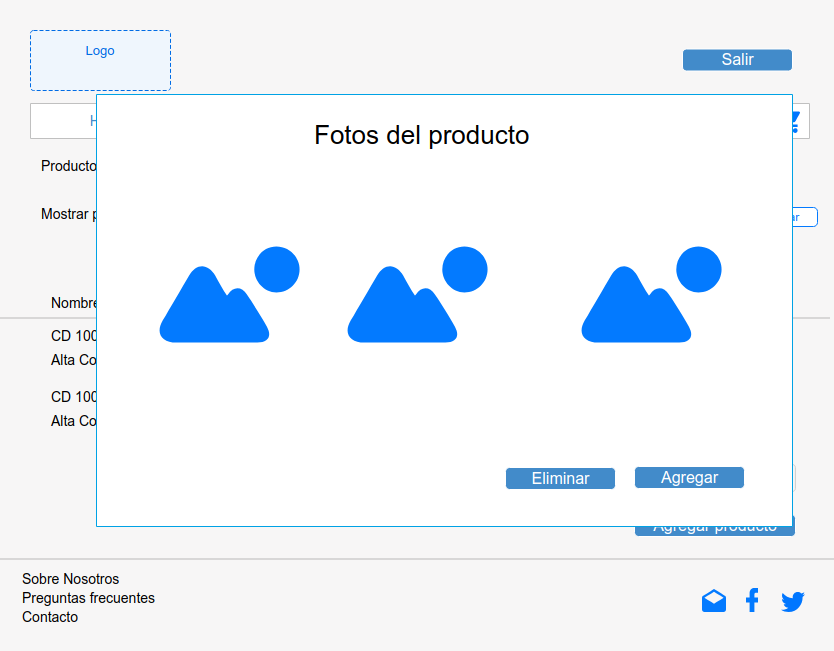 Logo
Salir
Fotos del producto
Producto
Mostrar
Nombre
CD 100
Alta Co
CD 100
Alta Co
Eliminar
Agregar
Agregar producto
Sobre Nosotros
Preguntas frecuentes
Contacto